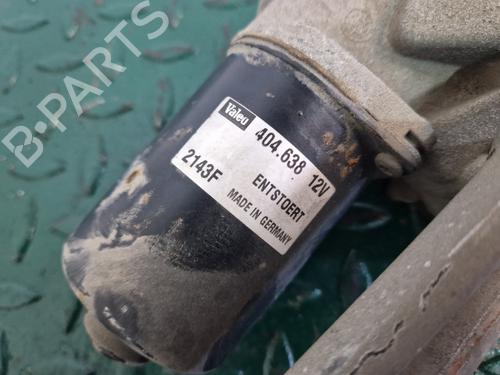 B-PARTS
Valeo
404.638 12V
ENTSTOERT
2143F MADE IN GERMANY